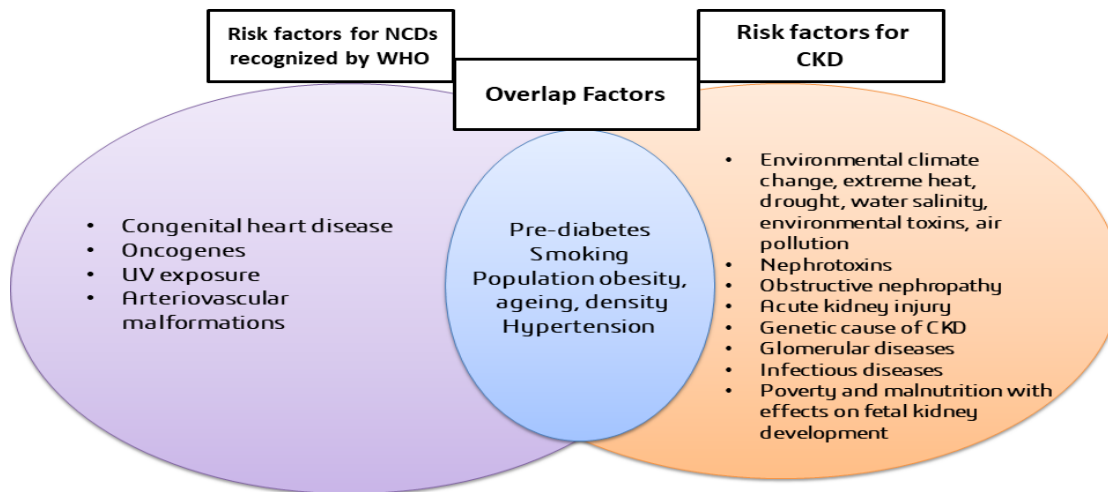 Risk factors for NCDs
recognized by WHO
Overlap Factors
Risk factors for
CKD
• Congenital heart disease
• Oncogenes
• UV exposure
• Arteriovascular
malformations
Pre-diabetes
Smoking
Population obesity,
ageing, density
Hypertension
• Environmental climate
change, extreme heat,
drought, water salinity,
environmental toxins, air
pollution
• Nephrotoxins
• Obstructive nephropathy
• Acute kidney injury
• Genetic cause of CKD
• Glomerular diseases
• Infectious diseases
• Poverty and malnutrition with
effects on fetal kidney
development